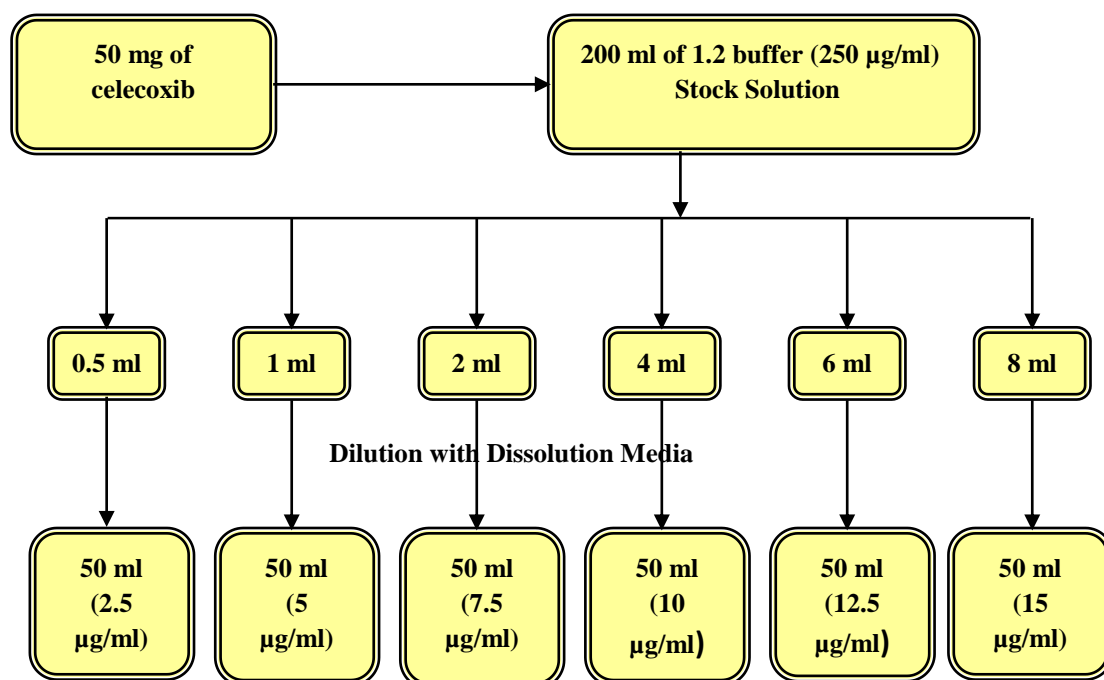 50 mg of
celecoxib
200 ml of 1.2 buffer (250 µg/ml)
Stock Solution
0.5 ml
1 ml
2 ml
4 ml
6 ml
8 ml
Dilution with Dissolution Media
50 ml
(2.5
µg/ml)
50 ml
(5
µg/ml)
50 ml
(7.5
µg/ml)
50 ml
(10
µg/ml)
50 ml
(12.5
µg/ml)
50 ml
(15
µg/ml)